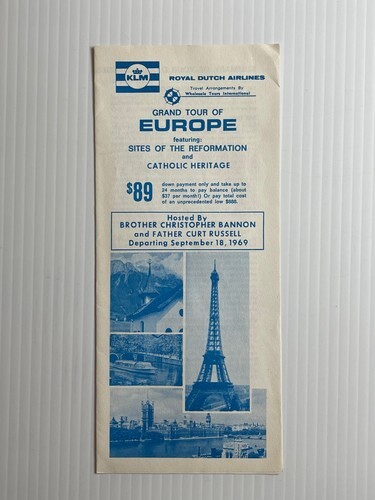 KLM
ROYAL DUTCH AIRLINES
Travel Arrangements By
Wholesale Tours International
GRAND TOUR OF
EUROPE
featuring:
SITES OF THE REFORMATION
and
CATHOLIC HERITAGE
$89
down payment only and take up to
24 months to pay balance (about
$37 per month!) Or pay total cost
of an unprecedented low $888.
Hosted By
BROTHER CHRISTOPHER BANNON
and FATHER CURT RUSSELL
Departing September 18, 1969